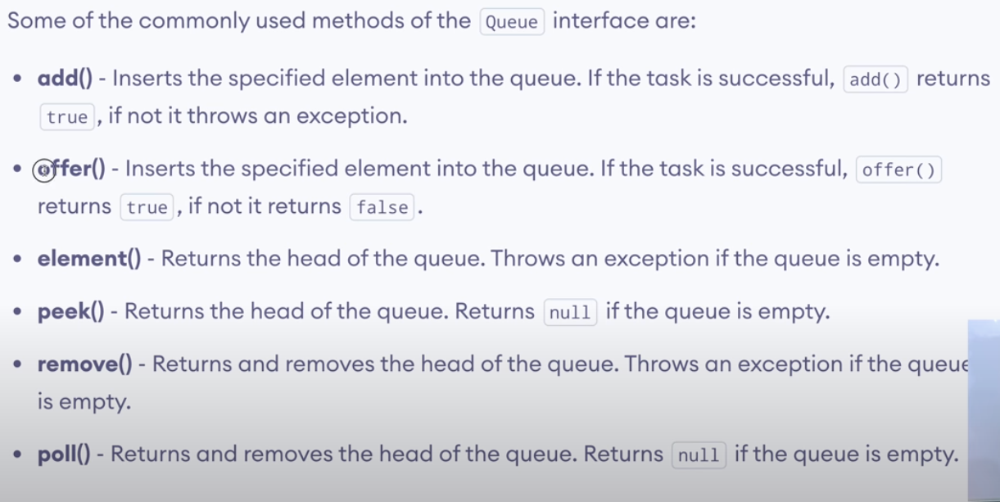 Some of the commonly used methods of the Queue interface are:
• add() - Inserts the specified element into the queue. If the task is successful, add() returns
true, if not it throws an exception.
• offer() - Inserts the specified element into the queue. If the task is successful, offer()
returns true, if not it returns false.
• element() - Returns the head of the queue. Throws an exception if the queue is empty.
• peek() - Returns the head of the queue. Returns null if the queue is empty.
• remove() - Returns and removes the head of the queue. Throws an exception if the queue
is empty.
• poll() - Returns and removes the head of the queue. Returns null if the queue is empty.